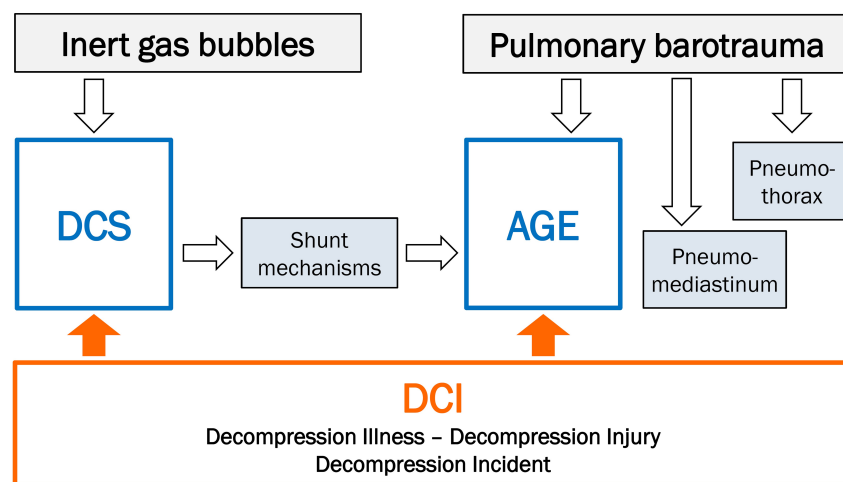 Inert gas bubbles
Pulmonary barotrauma
DCS
Shunt
mechanisms
AGE
Pneumo-
thorax
Pneumo-
mediastinum
DCI
Decompression Illness – Decompression Injury
Decompression Incident